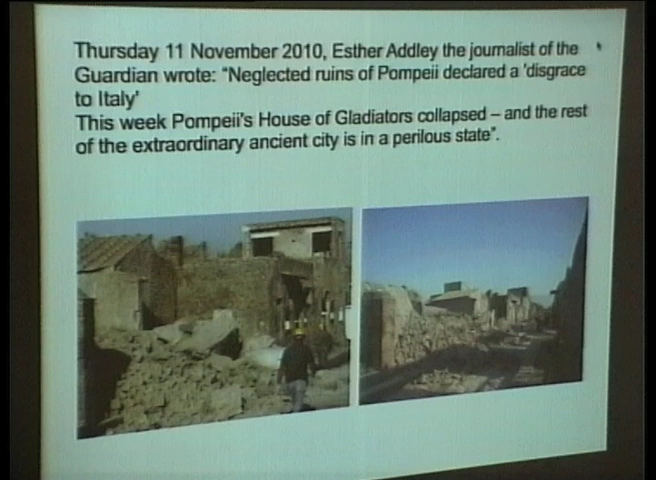 Thursday 11 November 2010, Esther Addley the journalist of the
Guardian wrote: "Neglected ruins of Pompeii declared a 'disgrace
to Italy'
This week Pompeii's House of Gladiators collapsed – and the rest
of the extraordinary ancient city is in a perilous state".